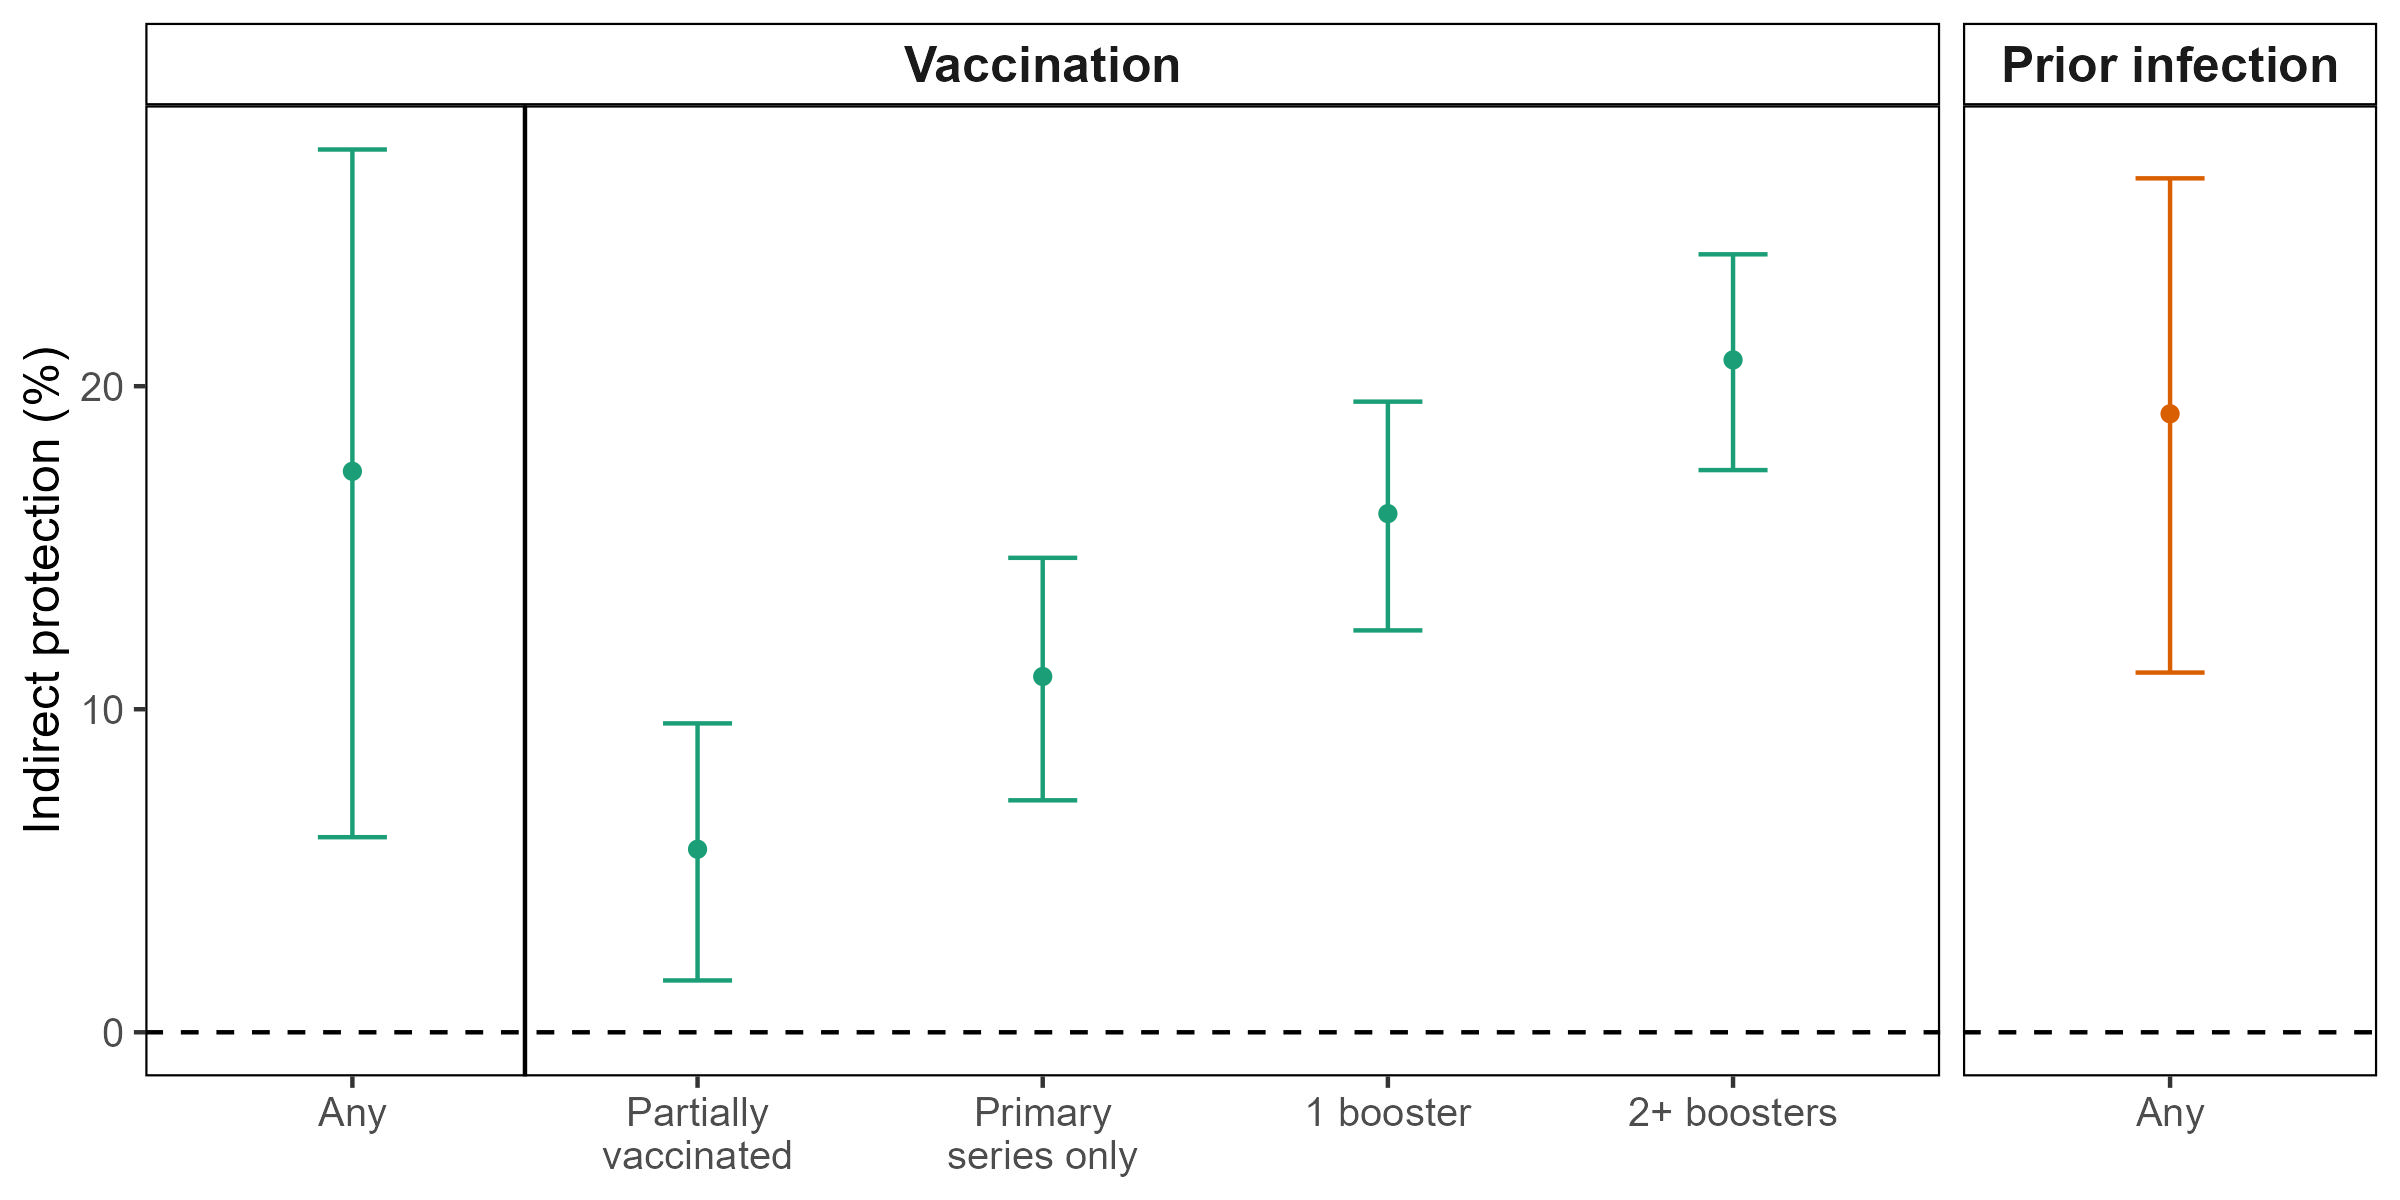 Vaccination
Prior infection
Indirect protection (%)
20
10
0
Any
Partially
vaccinated
Primary
series only
1 booster
2+ boosters
Any